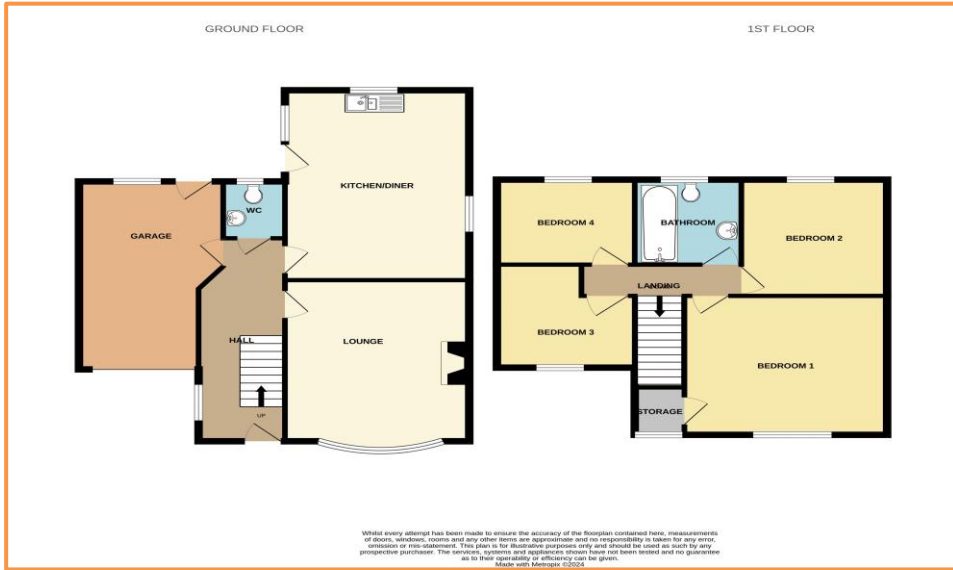 GROUND FLOOR
1ST FLOOR
KITCHEN/DINER
WC
GARAGE
HALL
LOUNGE
UP
BEDROOM 4
BATHROOM
BEDROOM 2
LANDING
BEDROOM 3
BEDROOM 1
STORAGE
Whilst every attempt has been made to ensure the accuracy of the floorplan contained here, measurements
of doors, windows, rooms and any other items are approximate and no responsibility is taken for any error,
omission or mis-statement. This plan is for illustrative purposes only and should be used as such by any
prospective purchaser. The services, systems and appliances shown have not been tested and no guarantee
as to their operability or efficiency can be given.
Made with Metropix ©2024